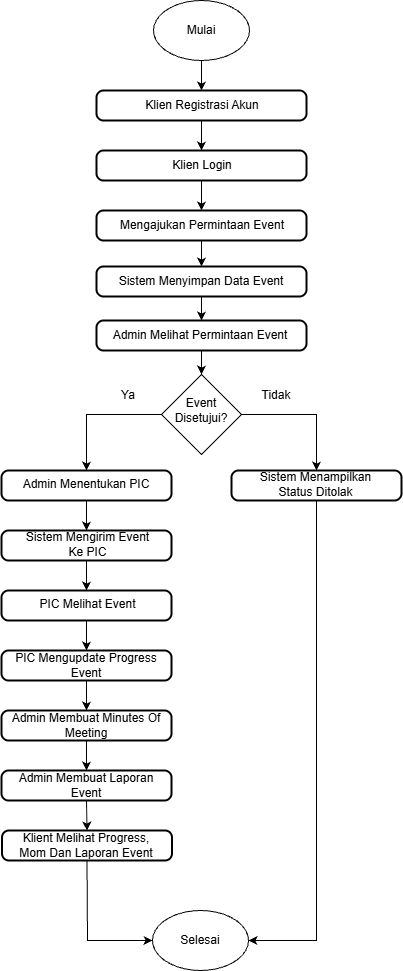 Mulai
Klien Registrasi Akun
Klien Login
Mengajukan Permintaan Event
Sistem Menyimpan Data Event
Admin Melihat Permintaan Event
Event
Disetujui?
Ya
Tidak
Admin Menentukan PIC
Sistem Menampilkan
Status Ditolak
Sistem Mengirim Event
Ke PIC
PIC Melihat Event
PIC Mengupdate Progress
Event
Admin Membuat Minutes Of
Meeting
Admin Membuat Laporan
Event
Klient Melihat Progress,
Mom Dan Laporan Event
Selesai